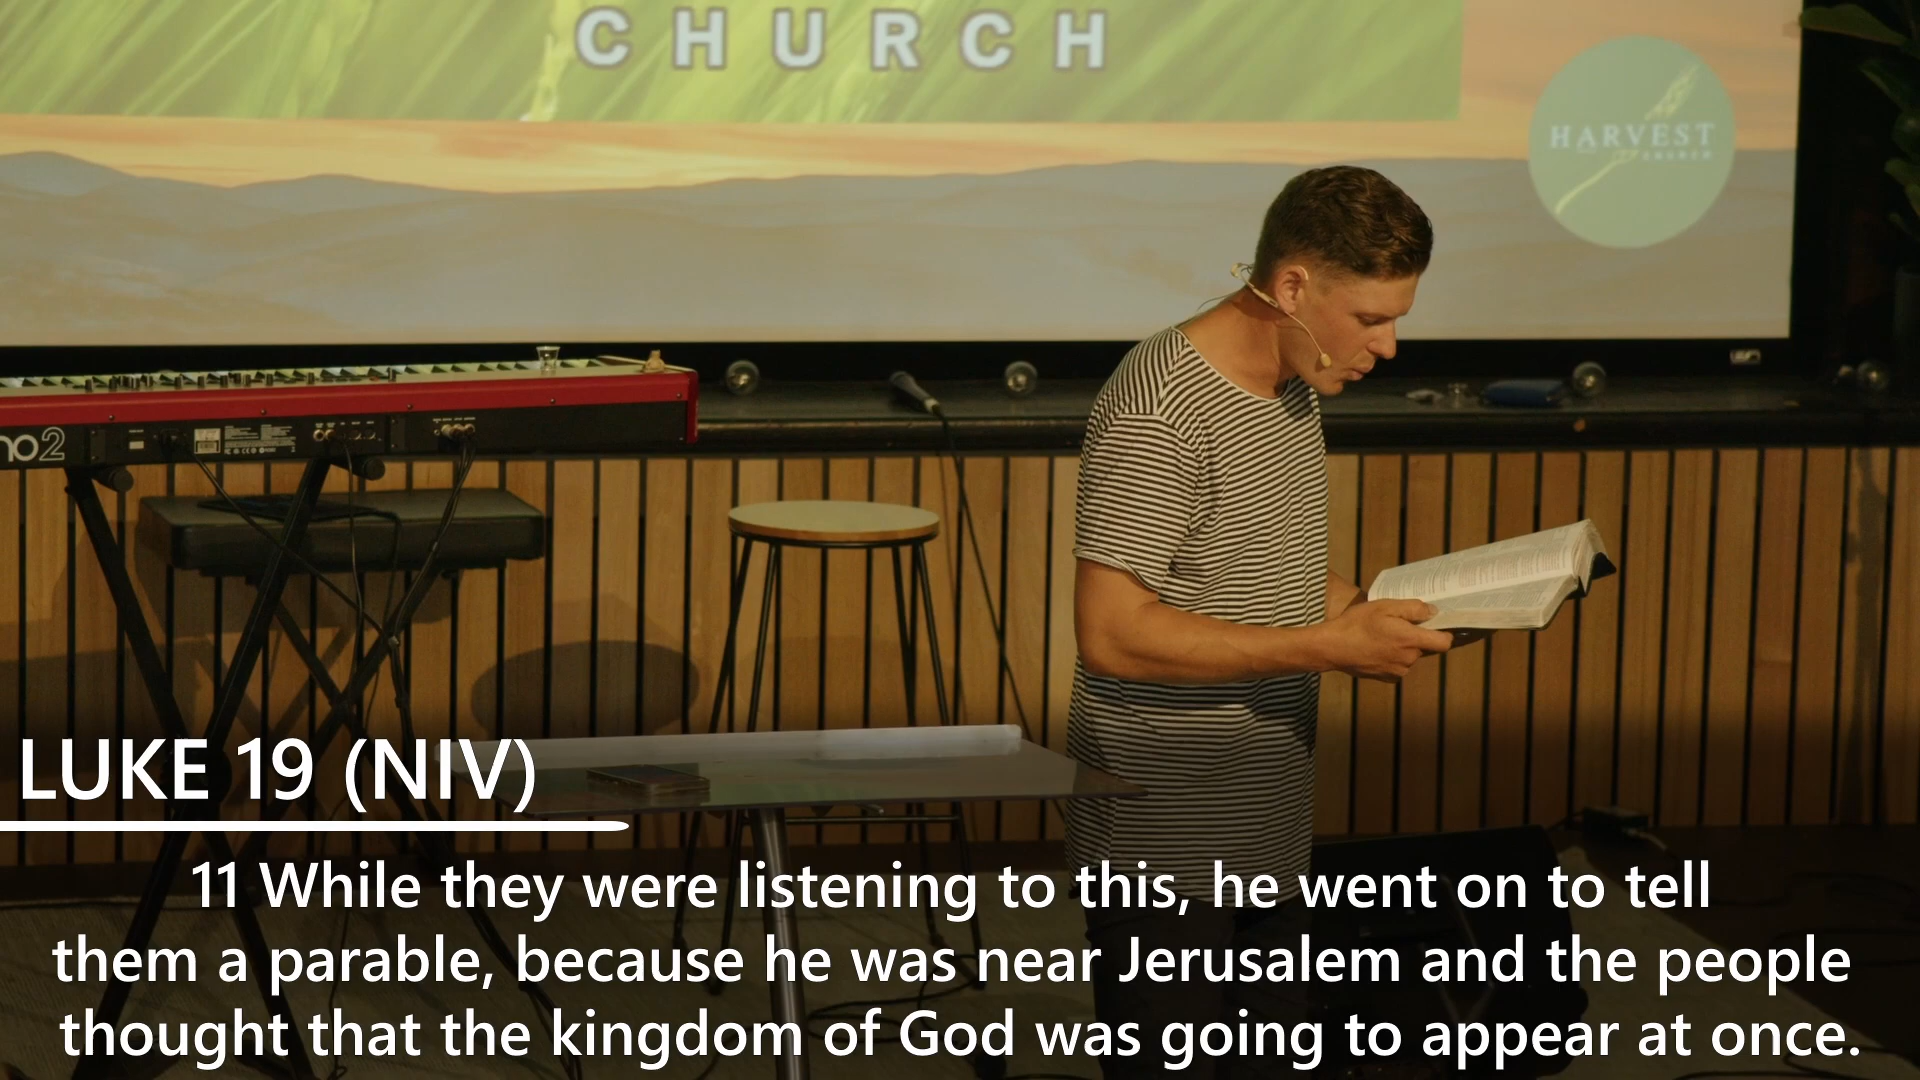 CHURCH
HARVEST
CHURCH
no2
LUKE 19 (NIV)
11 While they were listening to this, he went on to tell
them a parable, because he was near Jerusalem and the people
thought that the kingdom of God was going to appear at once.